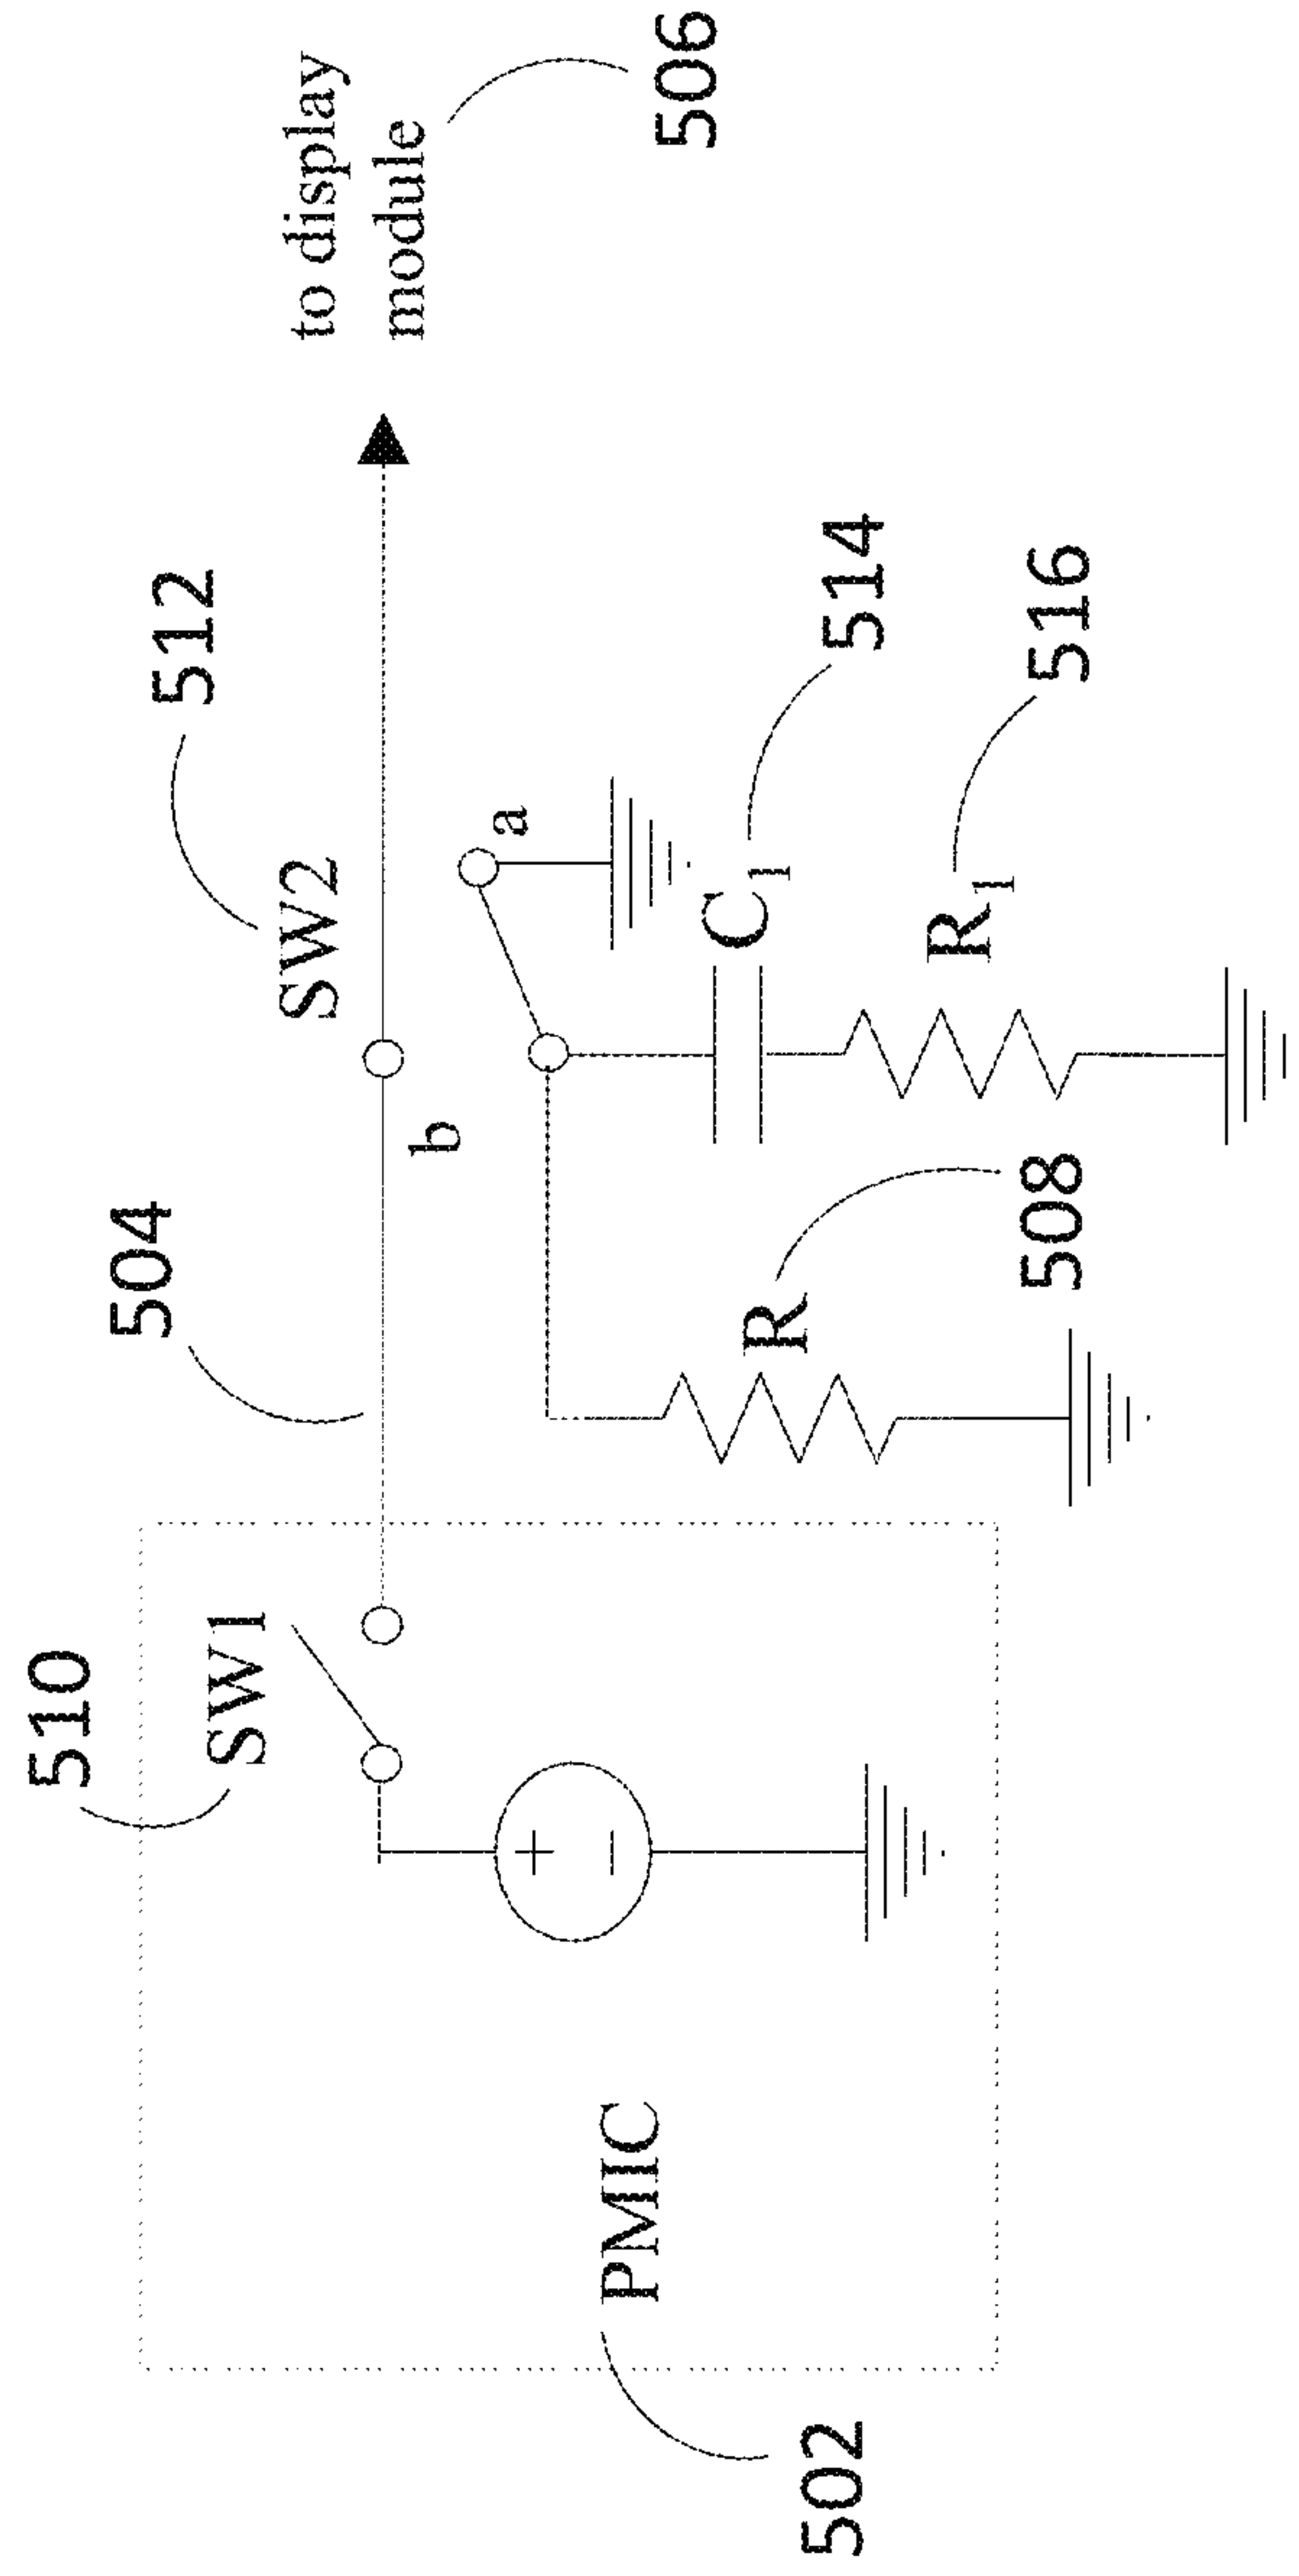 510
504
512
SW1
SW2
to display
module
b
a
506
PMIC
R
C1
514
502
508
R1
516